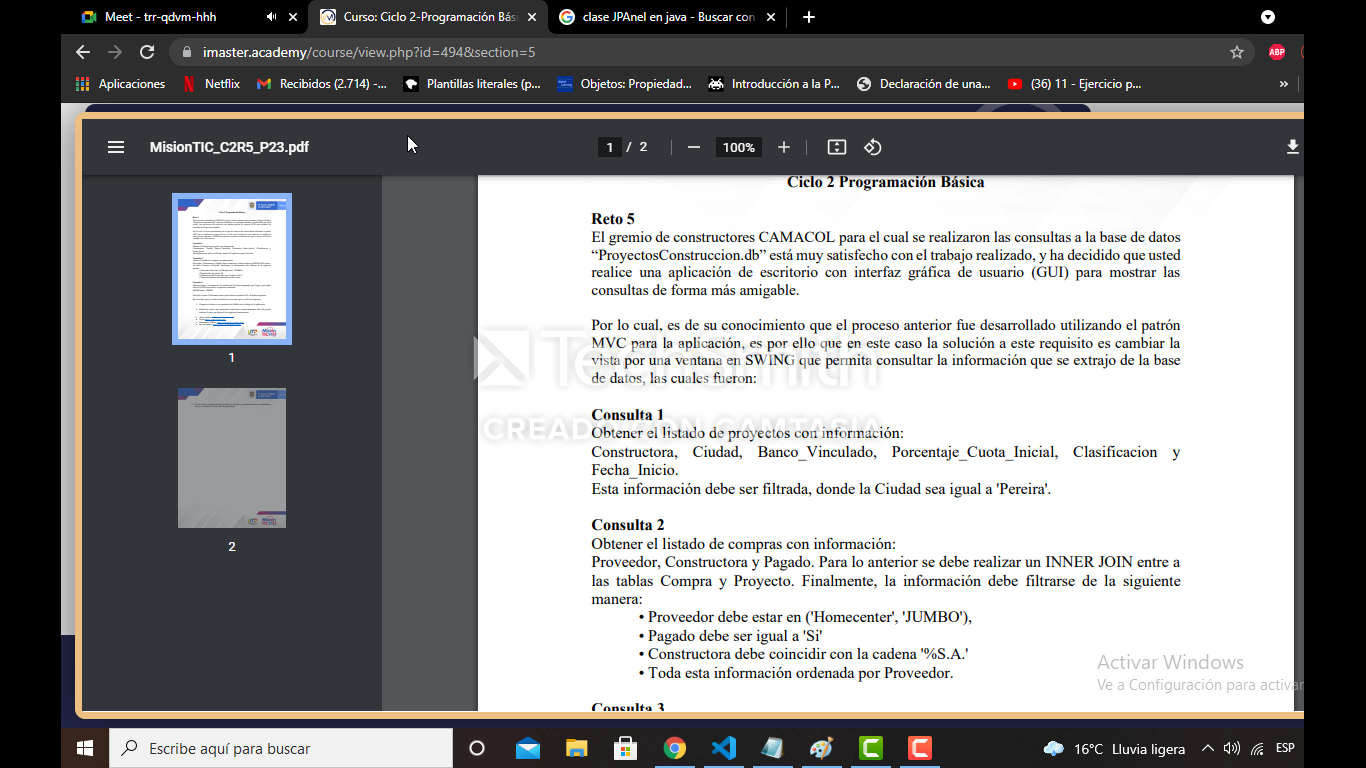 Meet - trr-qdvm-hhh
Curso: Ciclo 2-Programación Bási
clase JPAnel en java - Buscar con
imaster.academy/course/view.php?id=494&section=5
ABP
Aplicaciones
Netflix
Recibidos (2.714) -...
Plantillas literales (p...
Objetos: Propiedad...
Introducción a la P...
Declaración de una...
(36) 11 - Ejercicio p...
»
MisionTIC_C2R5_P23.pdf
1 / 2
100%
1
2
Ciclo 2 Programación Básica
Reto 5
El gremio de constructores CAMACOL para el cual se realizaron las consultas a la base de datos
“ProyectosConstruccion.db” está muy satisfecho con el trabajo realizado, y ha decidido que usted
realice una aplicación de escritorio con interfaz gráfica de usuario (GUI) para mostrar las
consultas de forma más amigable.
Por lo cual, es de su conocimiento que el proceso anterior fue desarrollado utilizando el patrón
MVC para la aplicación, es por ello que en este caso la solución a este requisito es cambiar la
vista por una ventana en SWING que permita consultar la información que se extrajo de la base
de datos, las cuales fueron:
TechSmith
CREADO CON CAMTASIA
Consulta 1
Obtener el listado de proyectos con información:
Constructora, Ciudad, Banco_Vinculado, Porcentaje_Cuota_Inicial, Clasificacion y
Fecha_Inicio.
Esta información debe ser filtrada, donde la Ciudad sea igual a 'Pereira'.
Consulta 2
Obtener el listado de compras con información:
Proveedor, Constructora y Pagado. Para lo anterior se debe realizar un INNER JOIN entre a
las tablas Compra y Proyecto. Finalmente, la información debe filtrarse de la siguiente
manera:
• Proveedor debe estar en ('Homecenter', 'JUMBO'),
• Pagado debe ser igual a 'Si'
• Constructora debe coincidir con la cadena '%S.A.'
• Toda esta información ordenada por Proveedor.
Consulta 3
Activar Windows
Ve a Configuración para activar
Escribe aquí para buscar
16°C Lluvia ligera
ESP